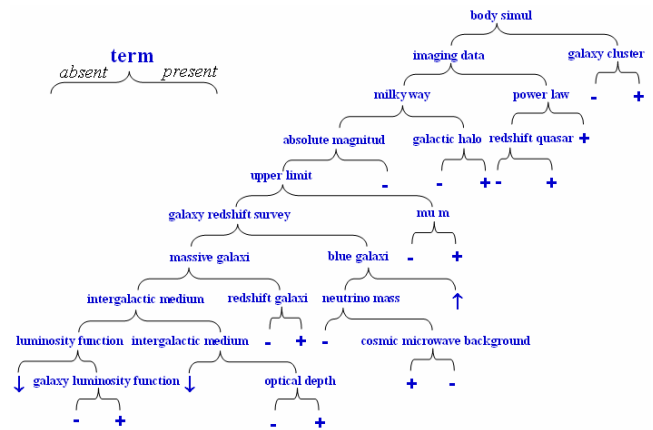 body simul
term
imaging data galaxy cluster
absent present
- +
milky way power law
absolute magnitud galactic halo redshift quasar +
upper limit - - + - +
galaxy redshift survey mu m
massive galaxi blue galaxi - +
intergalactic medium redshift galaxi neutrino mass ↑
luminosity function intergalactic medium - + - cosmic microwave background
↓ galaxy luminosity function ↓ optical depth + -
- + - +